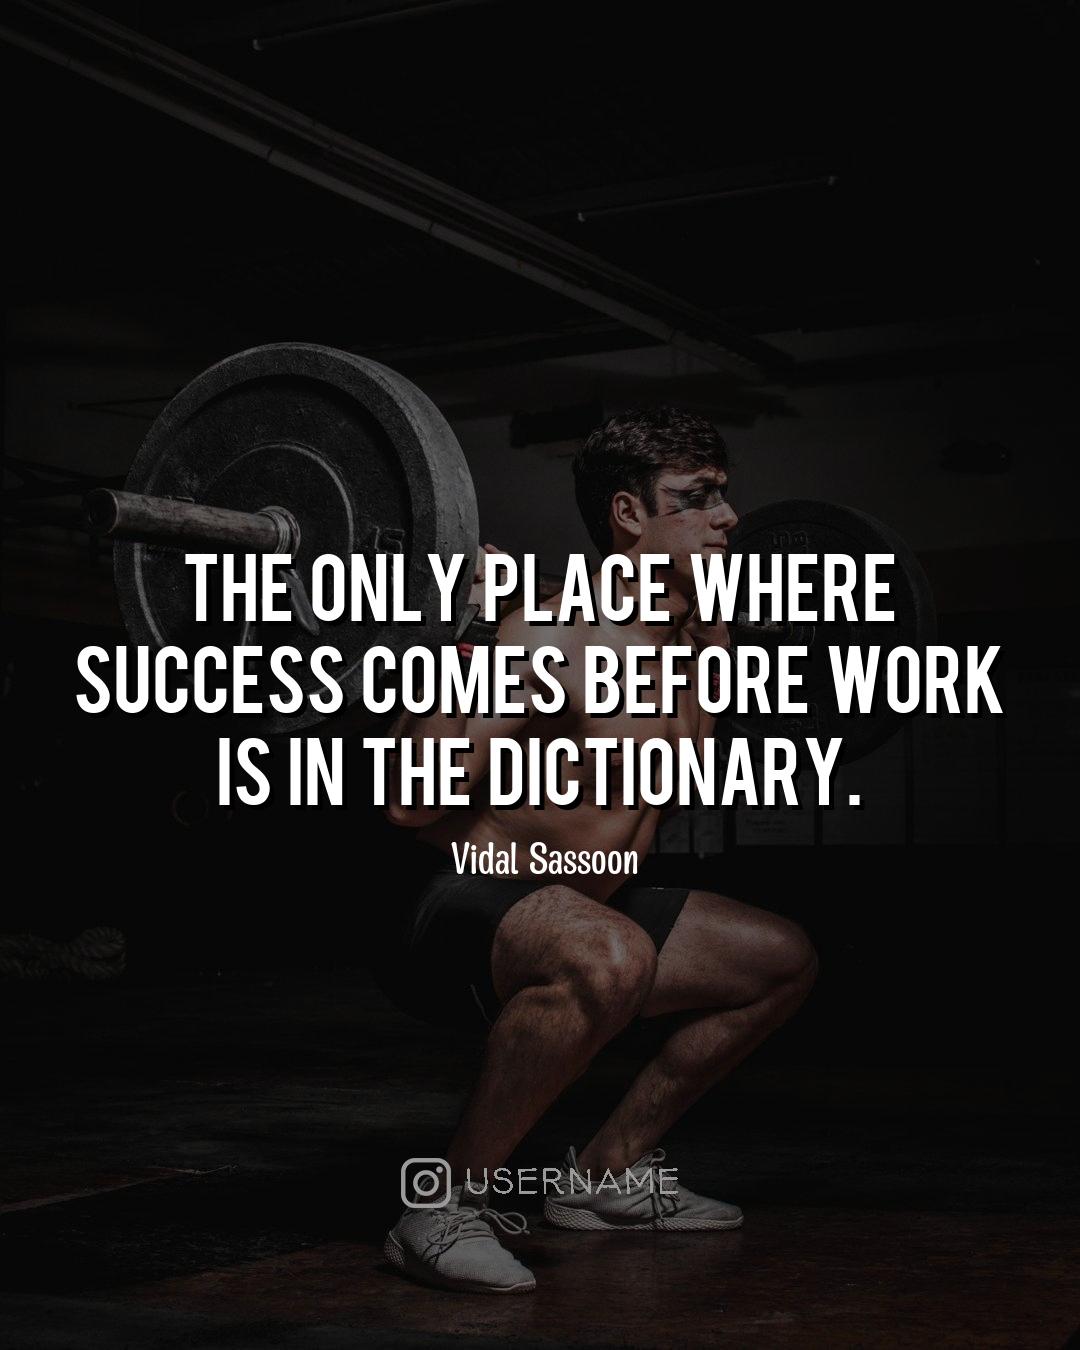 THE ONLY PLACE WHERE
SUCCESS COMES BEFORE WORK
IS IN THE DICTIONARY.
Vidal Sassoon
USERNAME